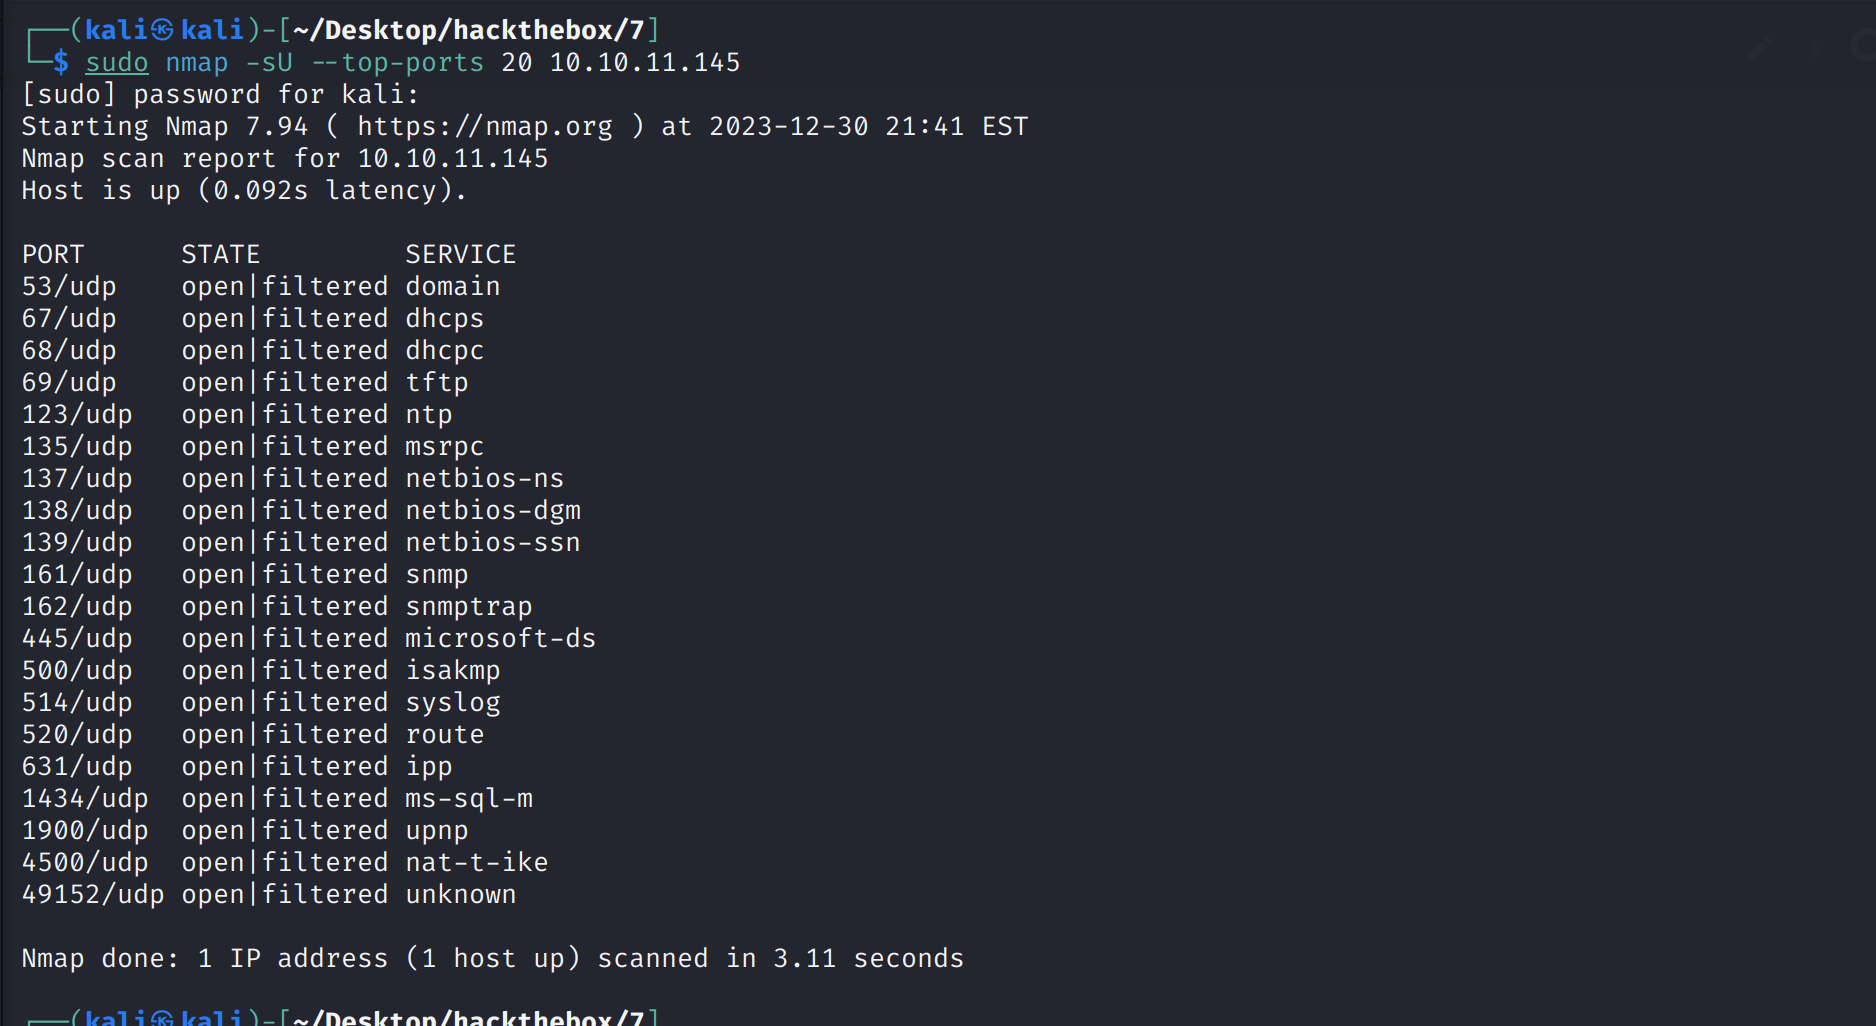 ┌──(kali㉿kali)-[~/Desktop/hackthebox/7]
└─$ sudo nmap -sU --top-ports 20 10.10.11.145
[sudo] password for kali:
Starting Nmap 7.94 ( https://nmap.org ) at 2023-12-30 21:41 EST
Nmap scan report for 10.10.11.145
Host is up (0.092s latency).

PORT      STATE         SERVICE
53/udp    open|filtered domain
67/udp    open|filtered dhcps
68/udp    open|filtered dhcpc
69/udp    open|filtered tftp
123/udp   open|filtered ntp
135/udp   open|filtered msrpc
137/udp   open|filtered netbios-ns
138/udp   open|filtered netbios-dgm
139/udp   open|filtered netbios-ssn
161/udp   open|filtered snmp
162/udp   open|filtered snmptrap
445/udp   open|filtered microsoft-ds
500/udp   open|filtered isakmp
514/udp   open|filtered syslog
520/udp   open|filtered route
631/udp   open|filtered ipp
1434/udp  open|filtered ms-sql-m
1900/udp  open|filtered upnp
4500/udp  open|filtered nat-t-ike
49152/udp open|filtered unknown

Nmap done: 1 IP address (1 host up) scanned in 3.11 seconds

┌──(kali㉿kali)-[~/Desktop/hackthebox/7]